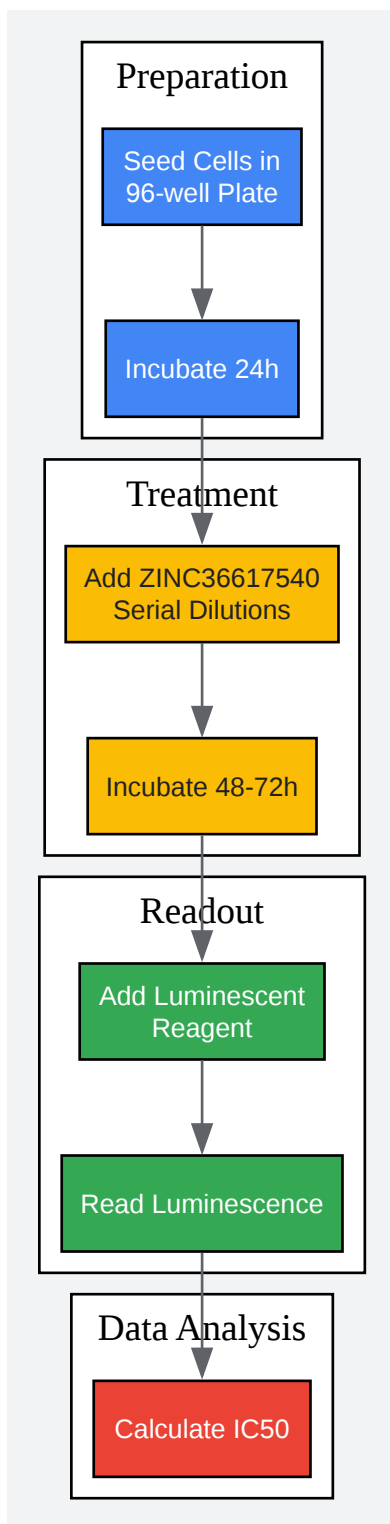 Preparation
Seed Cells in
96-well Plate
Incubate 24h
Treatment
Add ZINC36617540
Serial Dilutions
Incubate 48-72h
Readout
Add Luminescent
Reagent
Read Luminescence
Data Analysis
Calculate IC50